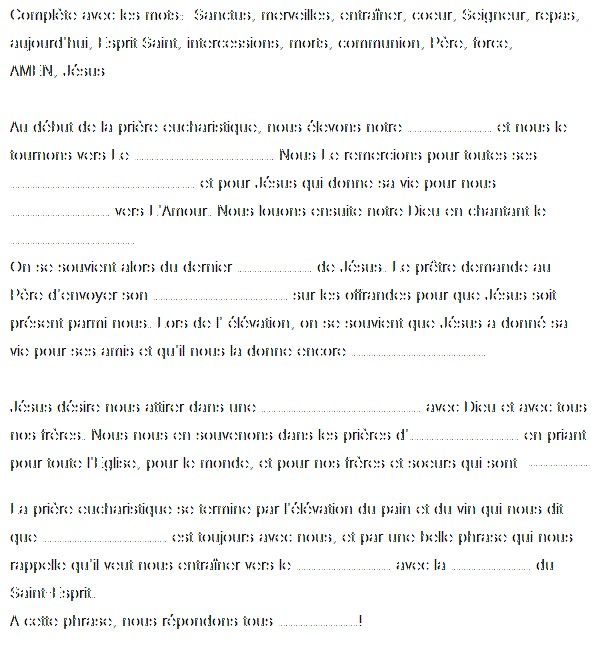 Complète avec les mots: Sanctus, merveilles, entraîner, coeur, Seigneur, repas,
aujourd'hui, Esprit Saint, intercessions, morts, communion, Père, force,
AMEN, Jésus
Au début de la prière eucharistique, nous élevons notre ........................ et nous le
tournons vers Le ........................ Nous Le remercions pour toutes ses
........................ et pour Jésus qui donne sa vie pour nous
........................ vers L'Amour. Nous louons ensuite notre Dieu en chantant le
........................
On se souvient alors du dernier ........................ de Jésus. Le prêtre demande au
Père d'envoyer son ........................ sur les offrandes pour que Jésus soit
présent parmi nous. Lors de l' élévation, on se souvient que Jésus a donné sa
vie pour ses amis et qu'il nous la donne encore ........................
Jésus désire nous attirer dans une ........................ avec Dieu et avec tous
nos frères. Nous nous en souvenons dans les prières d'........................ en priant
pour toute l'Eglise, pour le monde, et pour nos frères et soeurs qui sont ................
La prière eucharistique se termine par l'élévation du pain et du vin qui nous dit
que ........................ est toujours avec nous, et par une belle phrase qui nous
rappelle qu'il veut nous entraîner vers le ........................ avec la ........................ du
Saint-Esprit.
A cette phrase, nous répondons tous ........................!